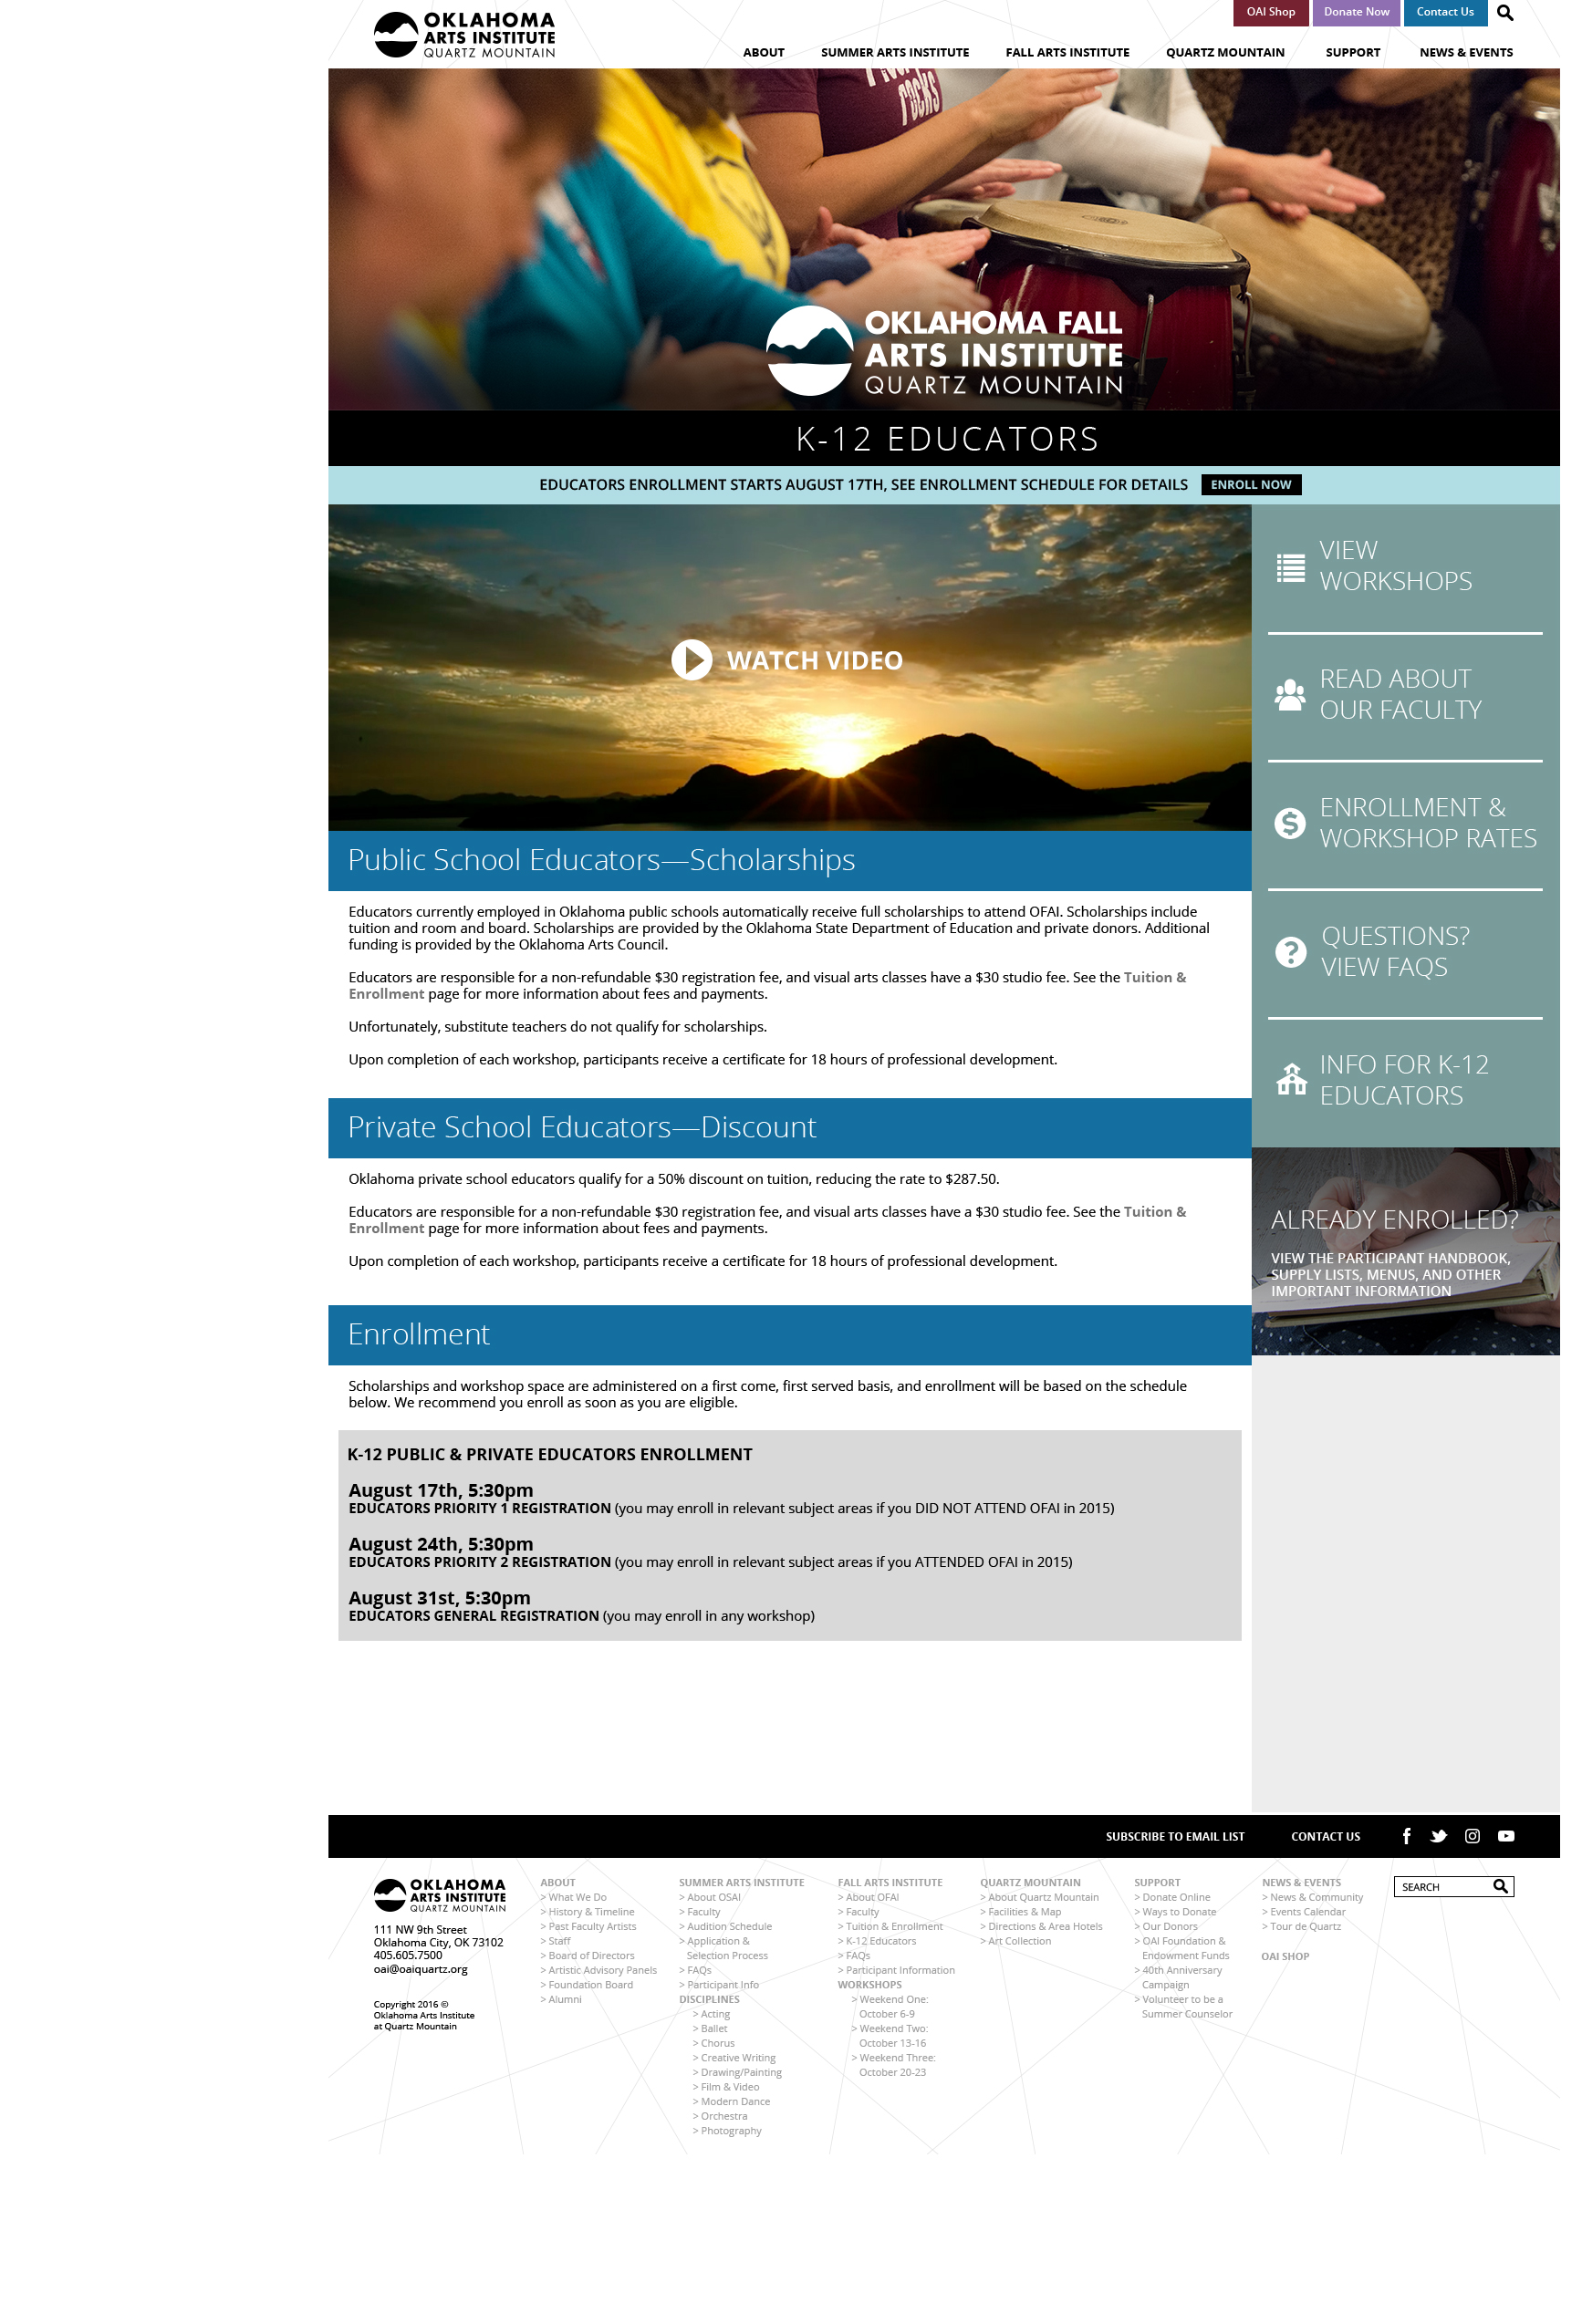 OKLAHOMA
ARTS INSTITUTE
QUARTZ MOUNTAIN
OAI Shop
Donate Now
Contact Us
ABOUT
SUMMER ARTS INSTITUTE
FALL ARTS INSTITUTE
QUARTZ MOUNTAIN
SUPPORT
NEWS & EVENTS
ROCKS
OKLAHOMA FALL
ARTS INSTITUTE
QUARTZ MOUNTAIN
K-12 EDUCATORS
EDUCATORS ENROLLMENT STARTS AUGUST 17TH, SEE ENROLLMENT SCHEDULE FOR DETAILS
ENROLL NOW
WATCH VIDEO
VIEW
WORKSHOPS
READ ABOUT
OUR FACULTY
ENROLLMENT &
WORKSHOP RATES
QUESTIONS?
VIEW FAQS
INFO FOR K-12
EDUCATORS
ALREADY ENROLLED?
VIEW THE PARTICIPANT HANDBOOK,
SUPPLY LISTS, MENUS, AND OTHER
IMPORTANT INFORMATION
Public School Educators—Scholarships
Educators currently employed in Oklahoma public schools automatically receive full scholarships to attend OFAI. Scholarships include
tuition and room and board. Scholarships are provided by the Oklahoma State Department of Education and private donors. Additional
funding is provided by the Oklahoma Arts Council.
Educators are responsible for a non-refundable $30 registration fee, and visual arts classes have a $30 studio fee. See the Tuition &
Enrollment page for more information about fees and payments.
Unfortunately, substitute teachers do not qualify for scholarships.
Upon completion of each workshop, participants receive a certificate for 18 hours of professional development.
Private School Educators—Discount
Oklahoma private school educators qualify for a 50% discount on tuition, reducing the rate to $287.50.
Educators are responsible for a non-refundable $30 registration fee, and visual arts classes have a $30 studio fee. See the Tuition &
Enrollment page for more information about fees and payments.
Upon completion of each workshop, participants receive a certificate for 18 hours of professional development.
Enrollment
Scholarships and workshop space are administered on a first come, first served basis, and enrollment will be based on the schedule
below. We recommend you enroll as soon as you are eligible.
K-12 PUBLIC & PRIVATE EDUCATORS ENROLLMENT
August 17th, 5:30pm
EDUCATORS PRIORITY 1 REGISTRATION (you may enroll in relevant subject areas if you DID NOT ATTEND OFAI in 2015)
August 24th, 5:30pm
EDUCATORS PRIORITY 2 REGISTRATION (you may enroll in relevant subject areas if you ATTENDED OFAI in 2015)
August 31st, 5:30pm
EDUCATORS GENERAL REGISTRATION (you may enroll in any workshop)
SUBSCRIBE TO EMAIL LIST
CONTACT US
OKLAHOMA
ARTS INSTITUTE
QUARTZ MOUNTAIN
111 NW 9th Street
Oklahoma City, OK 73102
405.605.7500
oai@oaiquartz.org
Copyright 2016 ©
Oklahoma Arts Institute
at Quartz Mountain
ABOUT
> What We Do
> History & Timeline
> Past Faculty Artists
> Staff
> Board of Directors
> Artistic Advisory Panels
> Foundation Board
> Alumni
SUMMER ARTS INSTITUTE
> About OSAI
> Faculty
> Audition Schedule
> Application &
Selection Process
> FAQs
> Participant Info
DISCIPLINES
> Acting
> Ballet
> Chorus
> Creative Writing
> Drawing/Painting
> Film & Video
> Modern Dance
> Orchestra
> Photography
FALL ARTS INSTITUTE
> About OFAI
> Faculty
> Tuition & Enrollment
> K-12 Educators
> FAQs
> Participant Information
WORKSHOPS
> Weekend One:
October 6-9
> Weekend Two:
October 13-16
> Weekend Three:
October 20-23
QUARTZ MOUNTAIN
> About Quartz Mountain
> Facilities & Map
> Directions & Area Hotels
> Art Collection
SUPPORT
> Donate Online
> Ways to Donate
> Our Donors
> OAI Foundation &
Endowment Funds
> 40th Anniversary
Campaign
> Volunteer to be a
Summer Counselor
NEWS & EVENTS
> News & Community
> Events Calendar
> Tour de Quartz
OAI SHOP
SEARCH